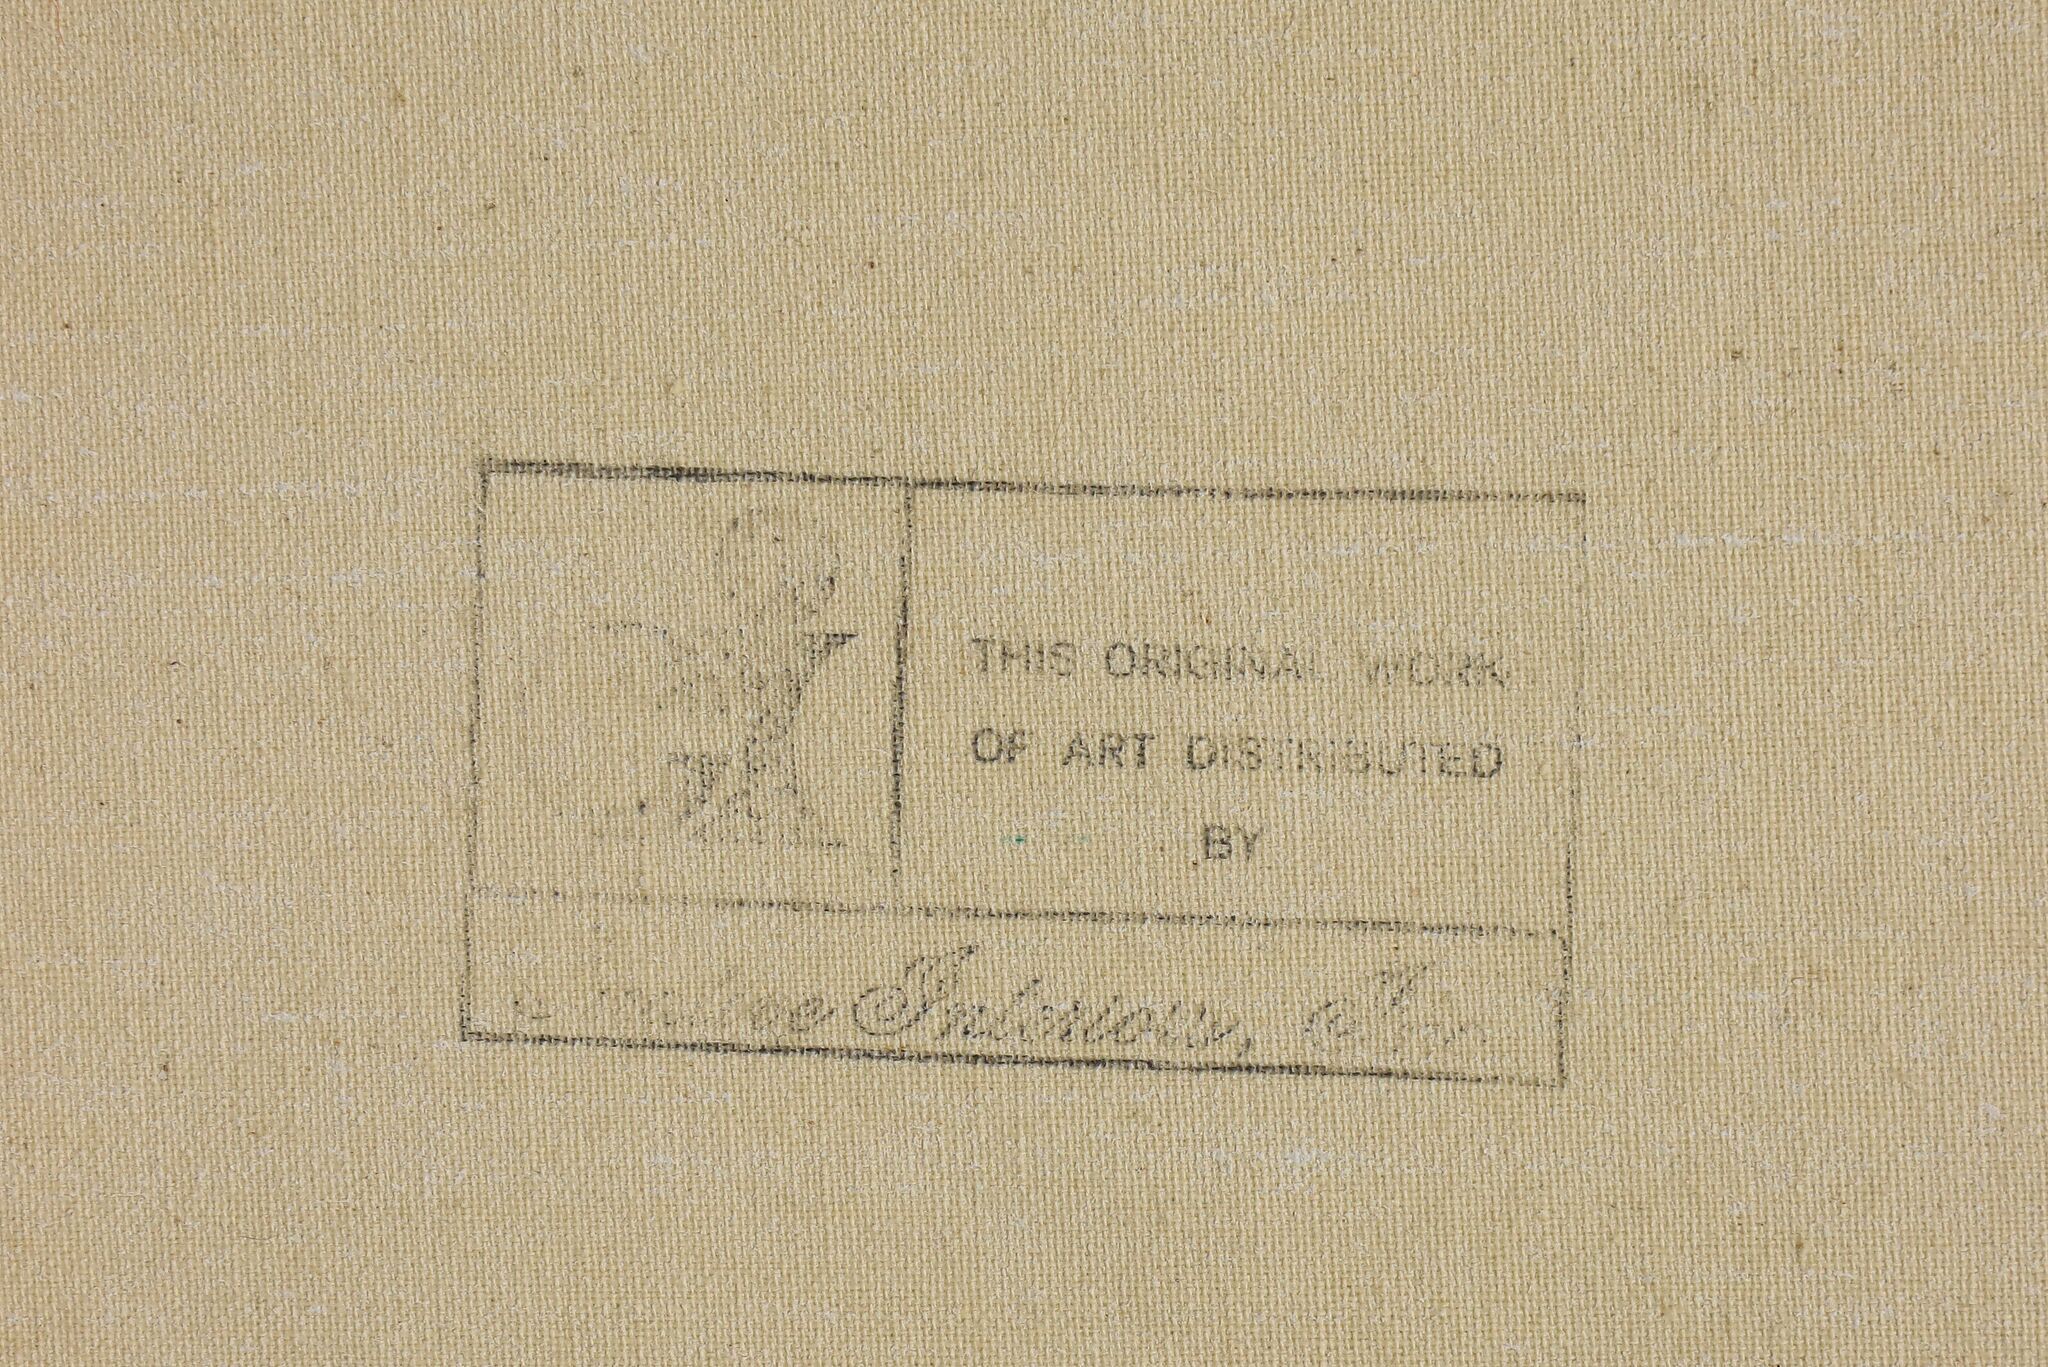 THIS ORIGINAL WORK
OF ART DISTRIBUTED
BY
Interiors,